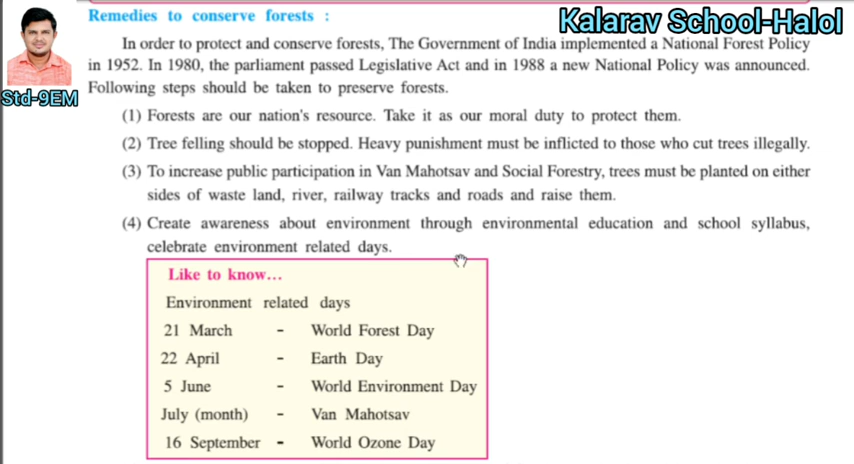 Remedies to conserve forests :
Kalarav School-Halol
In order to protect and conserve forests, The Government of India implemented a National Forest Policy
in 1952. In 1980, the parliament passed Legislative Act and in 1988 a new National Policy was announced.
Std-9EM
Following steps should be taken to preserve forests.
(1) Forests are our nation's resource. Take it as our moral duty to protect them.
(2) Tree felling should be stopped. Heavy punishment must be inflicted to those who cut trees illegally.
(3) To increase public participation in Van Mahotsav and Social Forestry, trees must be planted on either
sides of waste land, river, railway tracks and roads and raise them.
(4) Create awareness about environment through environmental education and school syllabus,
celebrate environment related days.
Like to know...
Environment related days
21 March - World Forest Day
22 April - Earth Day
5 June - World Environment Day
July (month) - Van Mahotsav
16 September - World Ozone Day